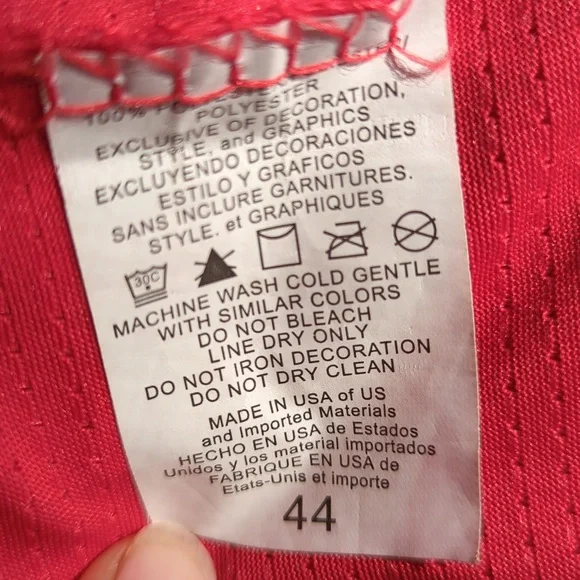 100% POLYESTER
POLYESTER
EXCLUSIVE OF DECORATION,
STYLE, and GRAPHICS
EXCLUYENDO DECORACIONES
ESTILO Y GRAFICOS
SANS INCLURE GARNITURES.
STYLE. et GRAPHIQUES
30C
MACHINE WASH COLD GENTLE
WITH SIMILAR COLORS
DO NOT BLEACH
LINE DRY ONLY
DO NOT IRON DECORATION
DO NOT DRY CLEAN
MADE IN USA of US
and Imported Materials
HECHO EN USA de Estados
Unidos y los material importados
FABRIQUE EN USA de
Etats-Unis et importe
44